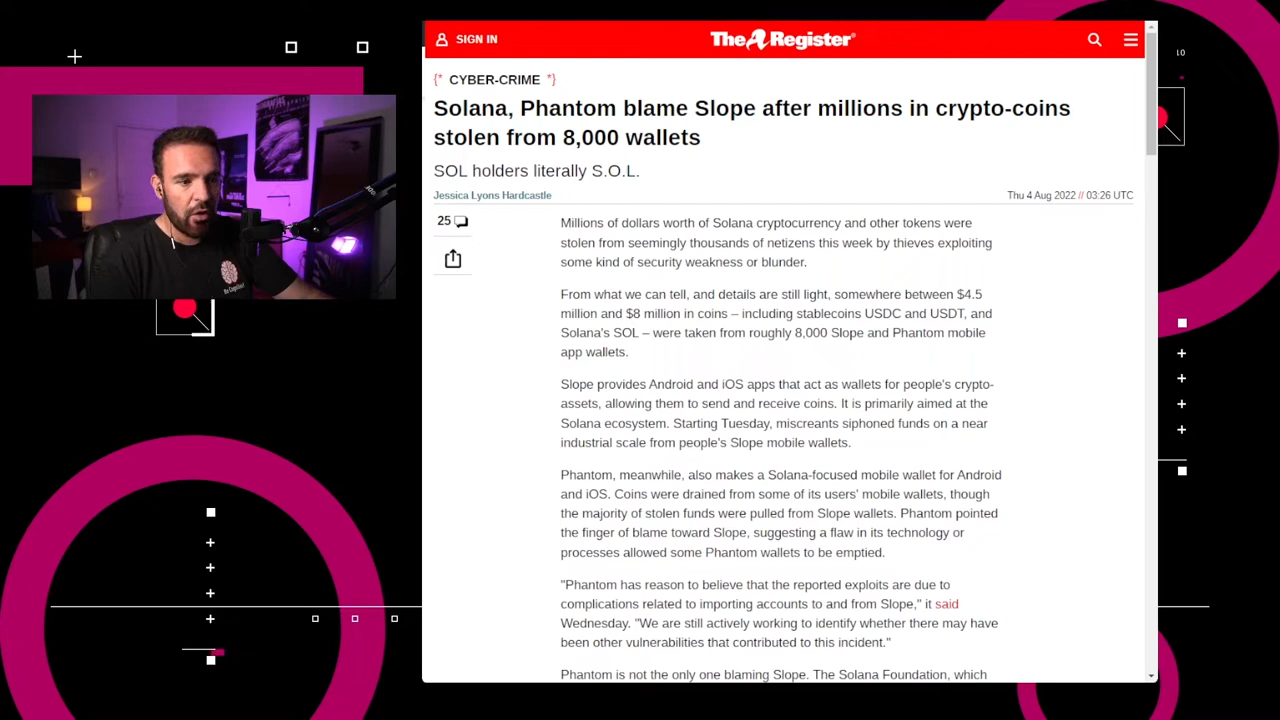 SIGN IN
The Register
{* CYBER-CRIME *}
Solana, Phantom blame Slope after millions in crypto-coins
stolen from 8,000 wallets
SOL holders literally S.O.L.
Jessica Lyons Hardcastle
Thu 4 Aug 2022 // 03:26 UTC
25
Millions of dollars worth of Solana cryptocurrency and other tokens were
stolen from seemingly thousands of netizens this week by thieves exploiting
some kind of security weakness or blunder.
From what we can tell, and details are still light, somewhere between $4.5
million and $8 million in coins – including stablecoins USDC and USDT, and
Solana's SOL – were taken from roughly 8,000 Slope and Phantom mobile
app wallets.
Slope provides Android and iOS apps that act as wallets for people's crypto-
assets, allowing them to send and receive coins. It is primarily aimed at the
Solana ecosystem. Starting Tuesday, miscreants siphoned funds on a near
industrial scale from people's Slope mobile wallets.
Phantom, meanwhile, also makes a Solana-focused mobile wallet for Android
and iOS. Coins were drained from some of its users' mobile wallets, though
the majority of stolen funds were pulled from Slope wallets. Phantom pointed
the finger of blame toward Slope, suggesting a flaw in its technology or
processes allowed some Phantom wallets to be emptied.
"Phantom has reason to believe that the reported exploits are due to
complications related to importing accounts to and from Slope," it said
Wednesday. "We are still actively working to identify whether there may have
been other vulnerabilities that contributed to this incident."
Phantom is not the only one blaming Slope. The Solana Foundation, which